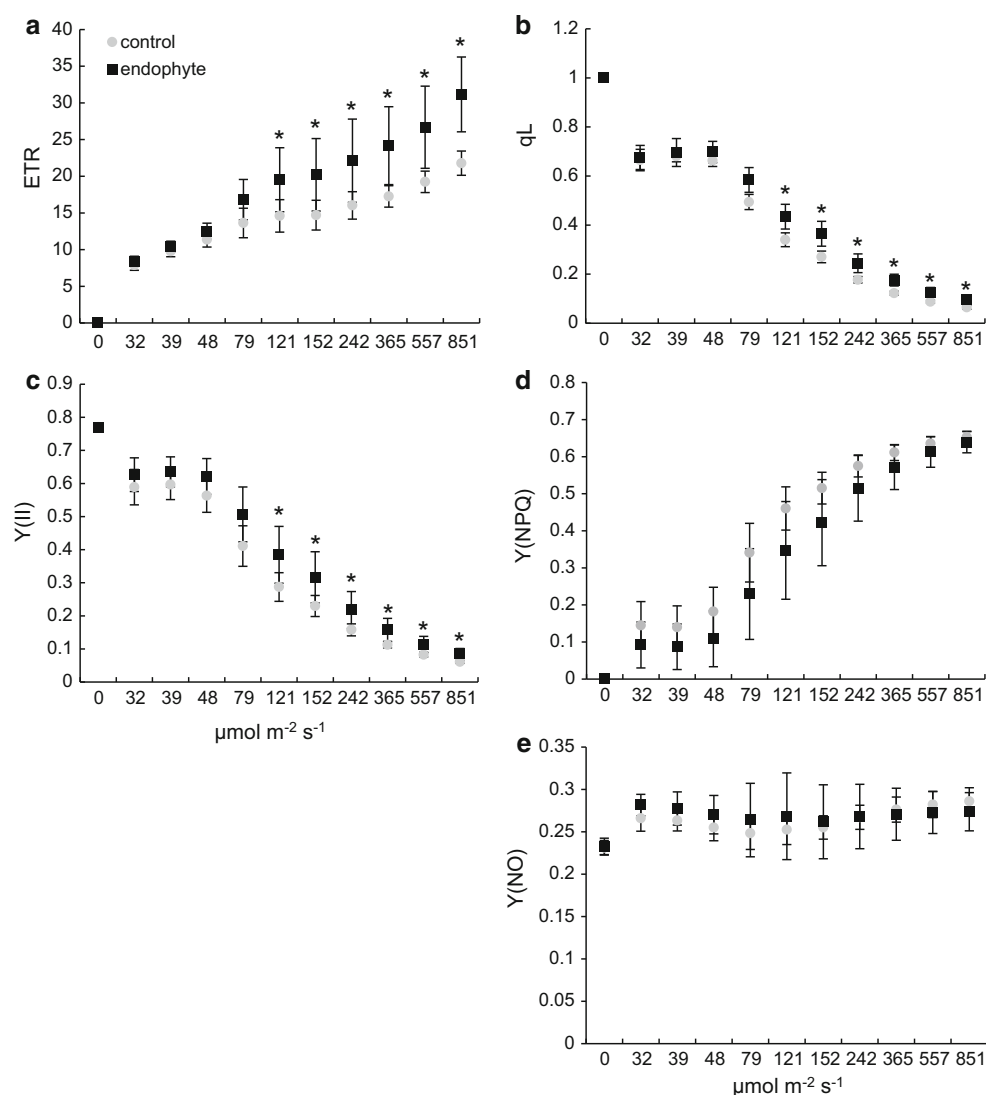 a
40
35
30
25
20
15
10
5
0
ETR
control
endophyte
* * * * * * *
0 32 39 48 79 121 152 242 365 557 851
b
1.2
1
0.8
0.6
0.4
0.2
0
qL
* * * * * *
0 32 39 48 79 121 152 242 365 557 851
c
0.9
0.8
0.7
0.6
0.5
0.4
0.3
0.2
0.1
0
Y(II)
* * * * * *
0 32 39 48 79 121 152 242 365 557 851
µmol m-2 s-1
d
0.8
0.7
0.6
0.5
0.4
0.3
0.2
0.1
0
Y(NPQ)
0 32 39 48 79 121 152 242 365 557 851
e
0.35
0.3
0.25
0.2
0.15
0.1
0.05
0
Y(NO)
0 32 39 48 79 121 152 242 365 557 851
µmol m-2 s-1